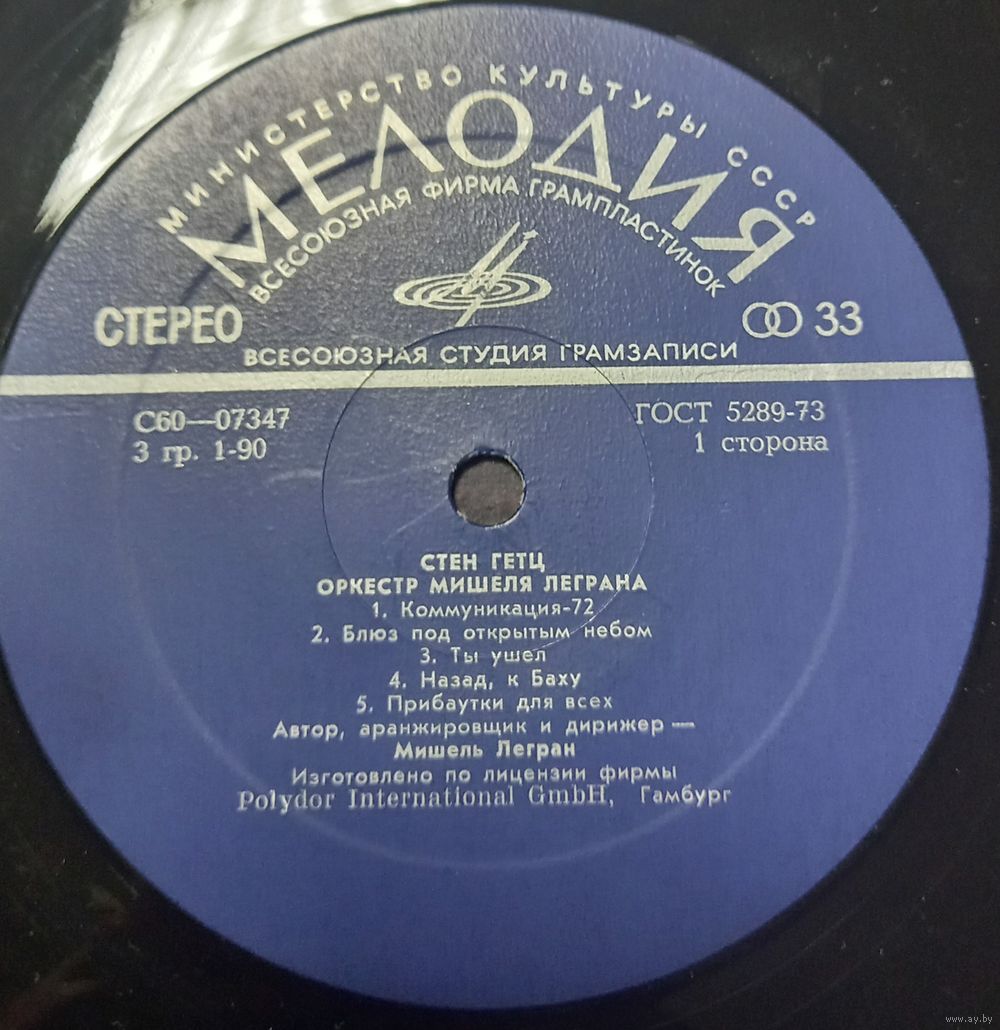 МИНИСТЕРСТВО КУЛЬТУРЫ СССР
МЕЛОДИЯ
ВСЕСОЮЗНАЯ ФИРМА ГРАМПЛАСТИНОК
СТЕРЕО
33
ВСЕСОЮЗНАЯ СТУДИЯ ГРАМЗАПИСИ
С60—07347
ГОСТ 5289-73
3 гр. 1-90
1 сторона
СТЕН ГЕТЦ
ОРКЕСТР МИШЕЛЯ ЛЕГРАНА
1. Коммуникация-72
2. Блюз под открытым небом
3. Ты ушел
4. Назад, к Баху
5. Прибаутки для всех
Автор, аранжировщик и дирижер —
Мишель Легран
Изготовлено по лицензии фирмы
Polydor International GmbH, Гамбург
www.ay.by